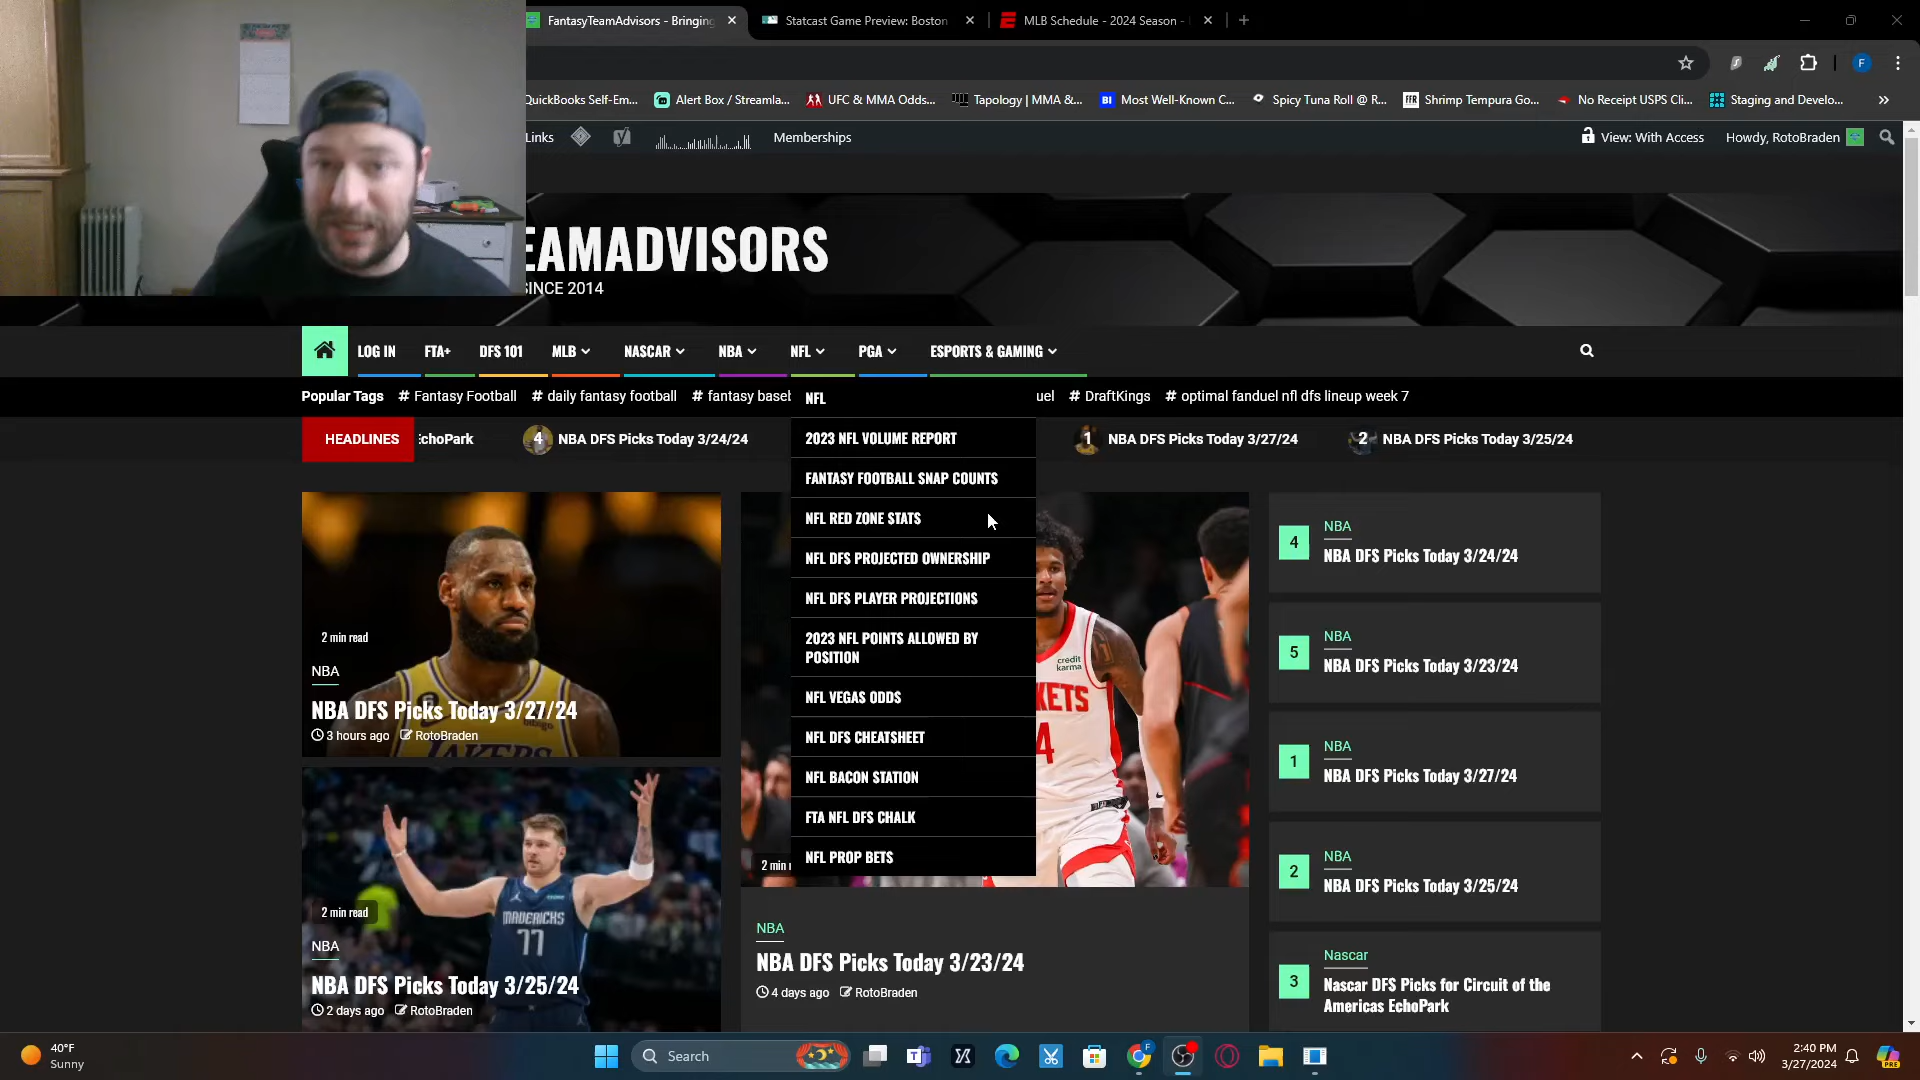 FantasyTeamAdvisors - Bringing
Statcast Game Preview: Boston
MLB Schedule - 2024 Season -
F
QuickBooks Self-Em...
Alert Box / Streamla...
UFC & MMA Odds...
Tapology | MMA &...
BI Most Well-Known C...
Spicy Tuna Roll @ R...
FFR Shrimp Tempura Go...
No Receipt USPS Cli...
Staging and Develo...
»
Links
Memberships
View: With Access
Howdy, RotoBraden
EAMADVISORS
SINCE 2014
LOG IN
FTA+
DFS 101
MLB
NASCAR
NBA
NFL
PGA
ESPORTS & GAMING
Popular Tags
# Fantasy Football
# daily fantasy football
# fantasy baseb
uel
# DraftKings
# optimal fanduel nfl dfs lineup week 7
HEADLINES
EchoPark
4 NBA DFS Picks Today 3/24/24
1 NBA DFS Picks Today 3/27/24
2 NBA DFS Picks Today 3/25/24
NFL
2023 NFL VOLUME REPORT
FANTASY FOOTBALL SNAP COUNTS
NFL RED ZONE STATS
NFL DFS PROJECTED OWNERSHIP
NFL DFS PLAYER PROJECTIONS
2023 NFL POINTS ALLOWED BY
POSITION
NFL VEGAS ODDS
NFL DFS CHEATSHEET
NFL BACON STATION
FTA NFL DFS CHALK
NFL PROP BETS
2 min read
NBA
NBA DFS Picks Today 3/27/24
3 hours ago RotoBraden
LAKERS
2 min read
NBA
NBA DFS Picks Today 3/25/24
2 days ago RotoBraden
MAVERICKS
77
credit
karma
KETS
4
2 min r
NBA
NBA DFS Picks Today 3/23/24
4 days ago RotoBraden
4
NBA
NBA DFS Picks Today 3/24/24
5
NBA
NBA DFS Picks Today 3/23/24
1
NBA
NBA DFS Picks Today 3/27/24
2
NBA
NBA DFS Picks Today 3/25/24
3
Nascar
Nascar DFS Picks for Circuit of the
Americas EchoPark
40°F
Sunny
Search
2:40 PM
3/27/2024
PRE